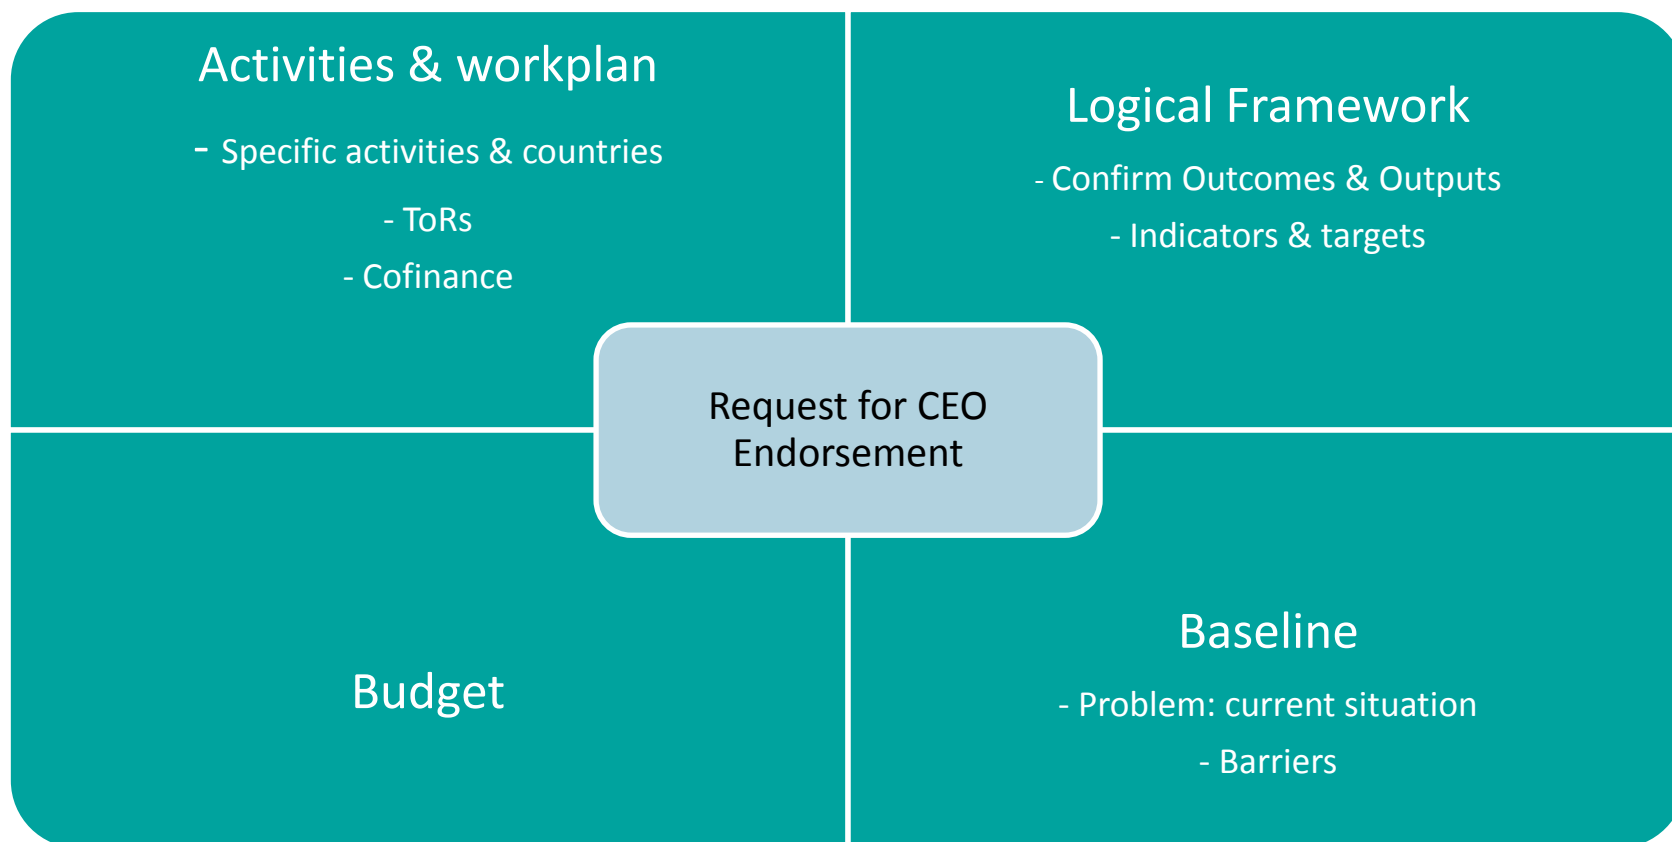 Activities & workplan
- Specific activities & countries
- ToRs
- Cofinance
Logical Framework
- Confirm Outcomes & Outputs
- Indicators & targets
Request for CEO
Endorsement
Budget
Baseline
- Problem: current situation
- Barriers